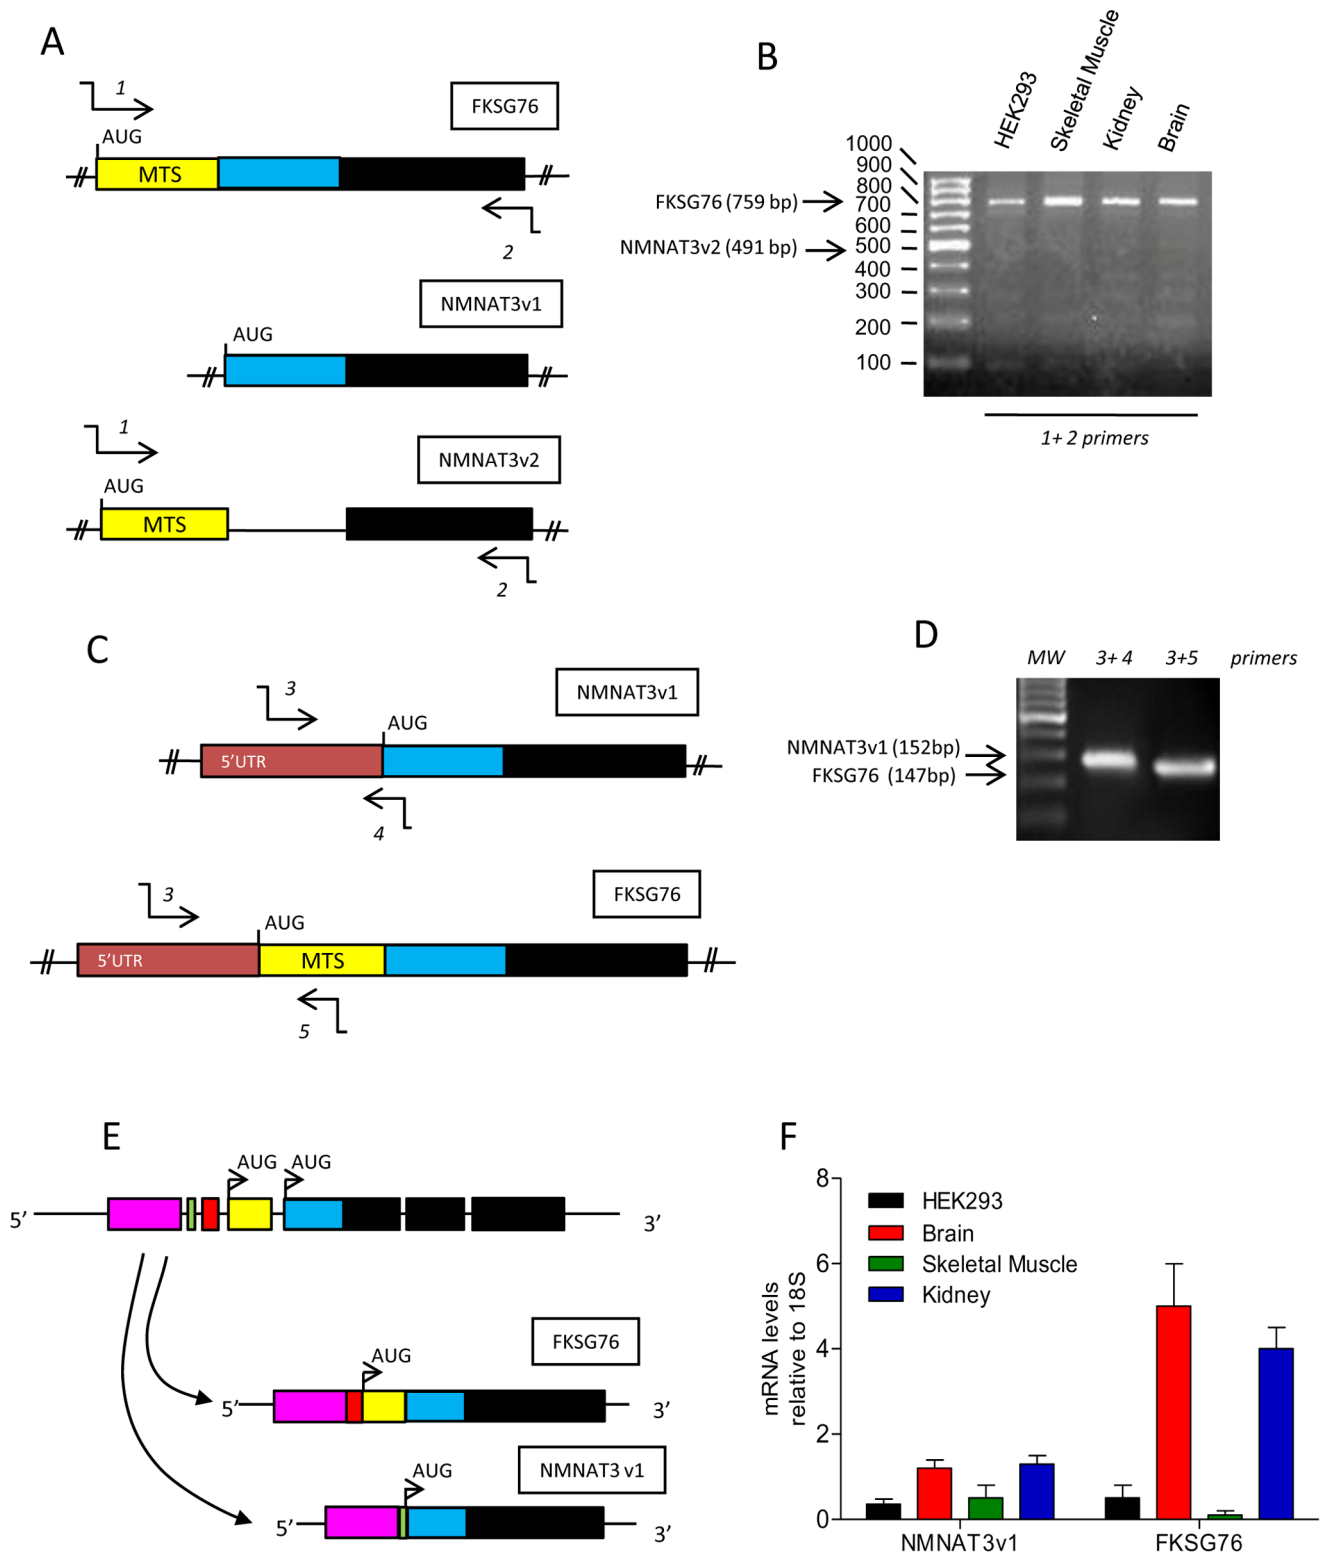 A
1
FKSG76
AUG
MTS
2
NMNAT3v1
AUG
1
NMNAT3v2
AUG
MTS
2
B
HEK293
Skeletal Muscle
Kidney
Brain
1000
900
800
700
600
500
400
300
200
100
FKSG76 (759 bp)
NMNAT3v2 (491 bp)
1+ 2 primers
C
3
NMNAT3v1
AUG
5'UTR
4
3
FKSG76
AUG
5'UTR
MTS
5
D
MW 3+ 4 3+5 primers
NMNAT3v1 (152bp)
FKSG76 (147bp)
E
AUG AUG
5' 3'
FKSG76
AUG
5' 3'
NMNAT3 v1
AUG
5' 3'
F
8
6
4
2
0
mRNA levels
relative to 18S
HEK293
Brain
Skeletal Muscle
Kidney
NMNAT3v1 FKSG76